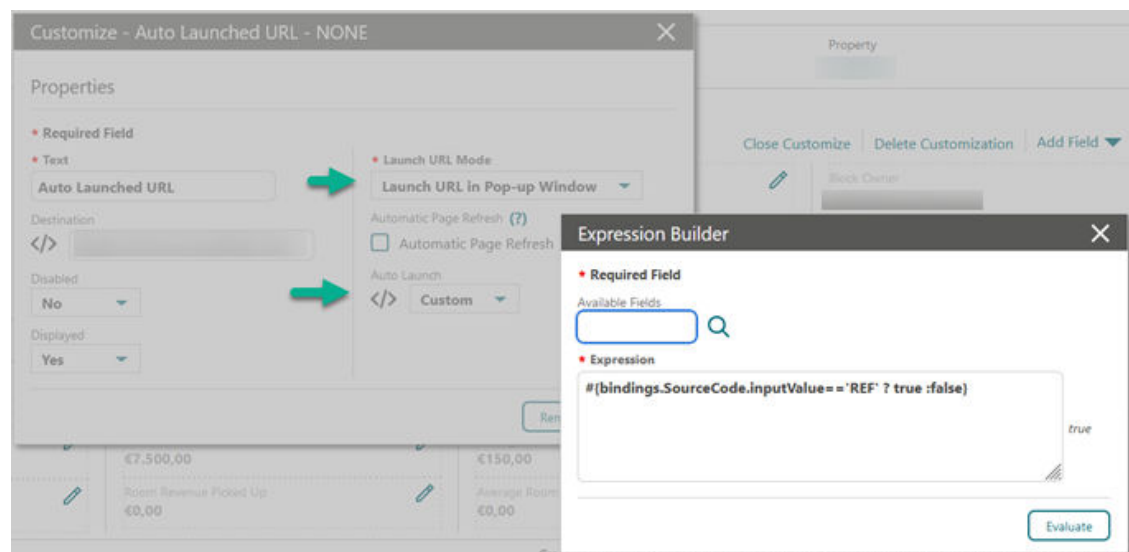 Customize - Auto Launched URL - NONE
Property
Properties
* Required Field
* Text
Auto Launched URL
Destination
</>
Disabled
No
Displayed
Yes
* Launch URL Mode
Launch URL in Pop-up Window
Automatic Page Refresh (?)
Automatic Page Refresh
Auto Launch
</> Custom
Close Customize Delete Customization Add Field
Block Owner
Expression Builder
* Required Field
Available Fields
* Expression
#{bindings.SourceCode.inputValue=='REF' ? true :false}
true
Evaluate
€7.500,00
€150,00
Room Revenue Picked Up
Average Room
€0,00
€0,00